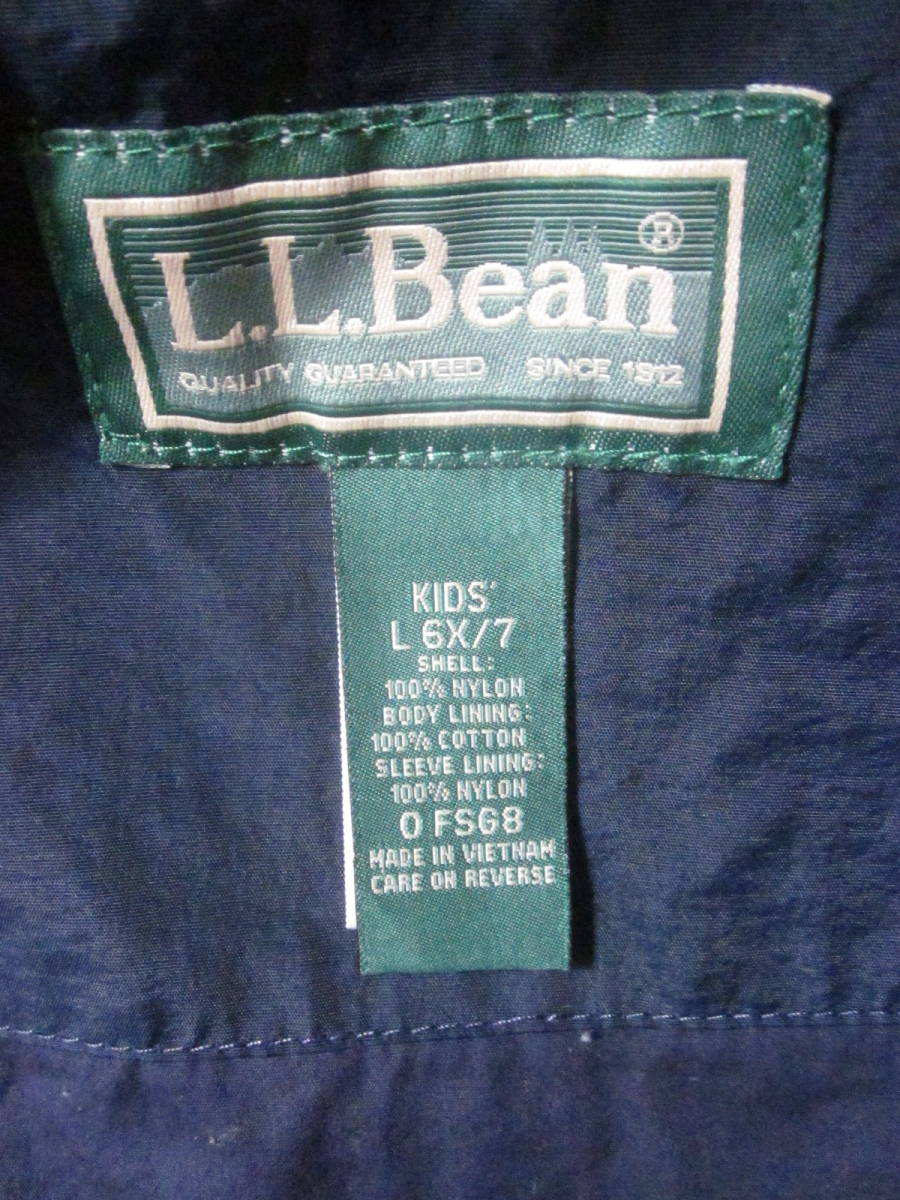 L.L.Bean®
QUALITY GUARANTEED SINCE 1912
KIDS'
L 6X/7
SHELL:
100% NYLON
BODY LINING:
100% COTTON
SLEEVE LINING:
100% NYLON
0 FSG8
MADE IN VIETNAM
CARE ON REVERSE